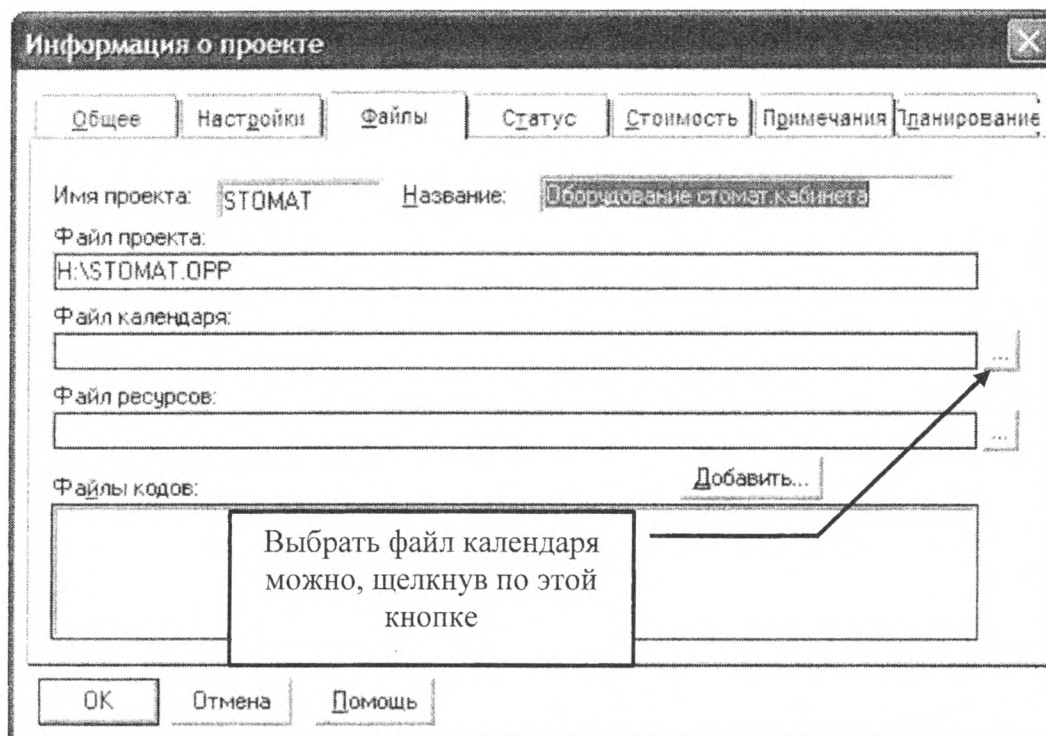 Информация о проекте
Общее Настройки Файлы Статус Стоимость Примечания Планирование
Имя проекта: STOMAT Название: Оборудование стомат.кабинета
Файл проекта:
H:\STOMAT.OPP
Файл календаря:
...
Файл ресурсов:
...
Добавить...
Файлы кодов:
Выбрать файл календаря
можно, щелкнув по этой
кнопке
OK Отмена Помощь